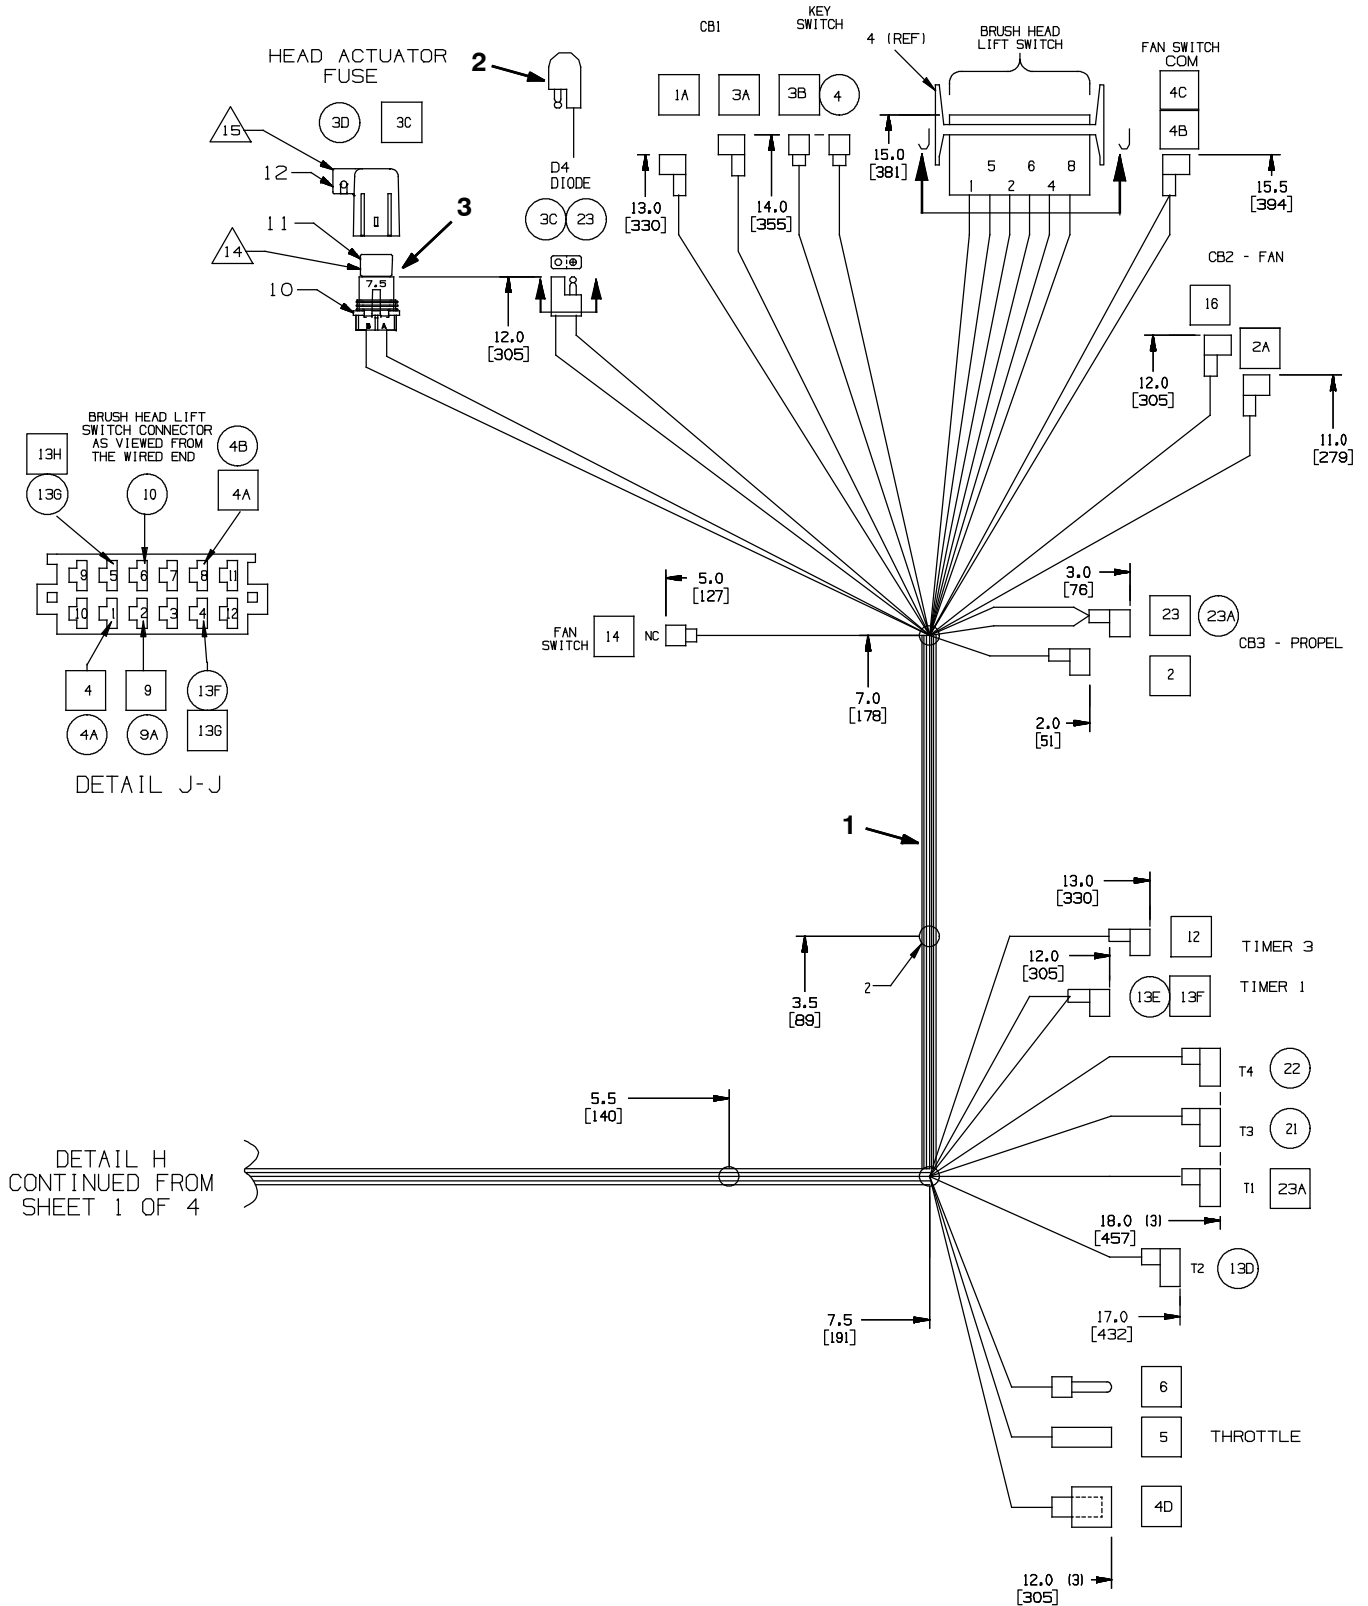 HEAD ACTUATOR
FUSE
2
CB1
KEY
SWITCH
4 (REF)
BRUSH HEAD
LIFT SWITCH
FAN SWITCH
COM
15
3D
3C
1A
3A
3B
4
4C
4B
12
D4
DIODE
J
J
15.0
[381]
5
6
8
1
2
4
15.5
[394]
3
3C
23
13.0
[330]
14.0
[355]
11
14
7.5
10
B
A
12.0
[305]
CB2 - FAN
16
2A
12.0
[305]
11.0
[279]
BRUSH HEAD LIFT
SWITCH CONNECTOR
AS VIEWED FROM
THE WIRED END
13H
4B
13G
10
4A
9
5
6
7
8
11
10
1
2
3
4
12
4
9
13F
4A
9A
13G
DETAIL J-J
5.0
[127]
FAN
SWITCH
14
NC
3.0
[76]
23
23A
CB3 - PROPEL
2
7.0
[178]
2.0
[51]
1
13.0
[330]
12
TIMER 3
12.0
[305]
13E
13F
TIMER 1
2
3.5
[89]
T4
22
5.5
[140]
T3
21
DETAIL H
CONTINUED FROM
SHEET 1 OF 4
T1
23A
18.0 (3)
[457]
T2
13D
7.5
[191]
17.0
[432]
6
5
THROTTLE
4D
12.0 (3)
[305]